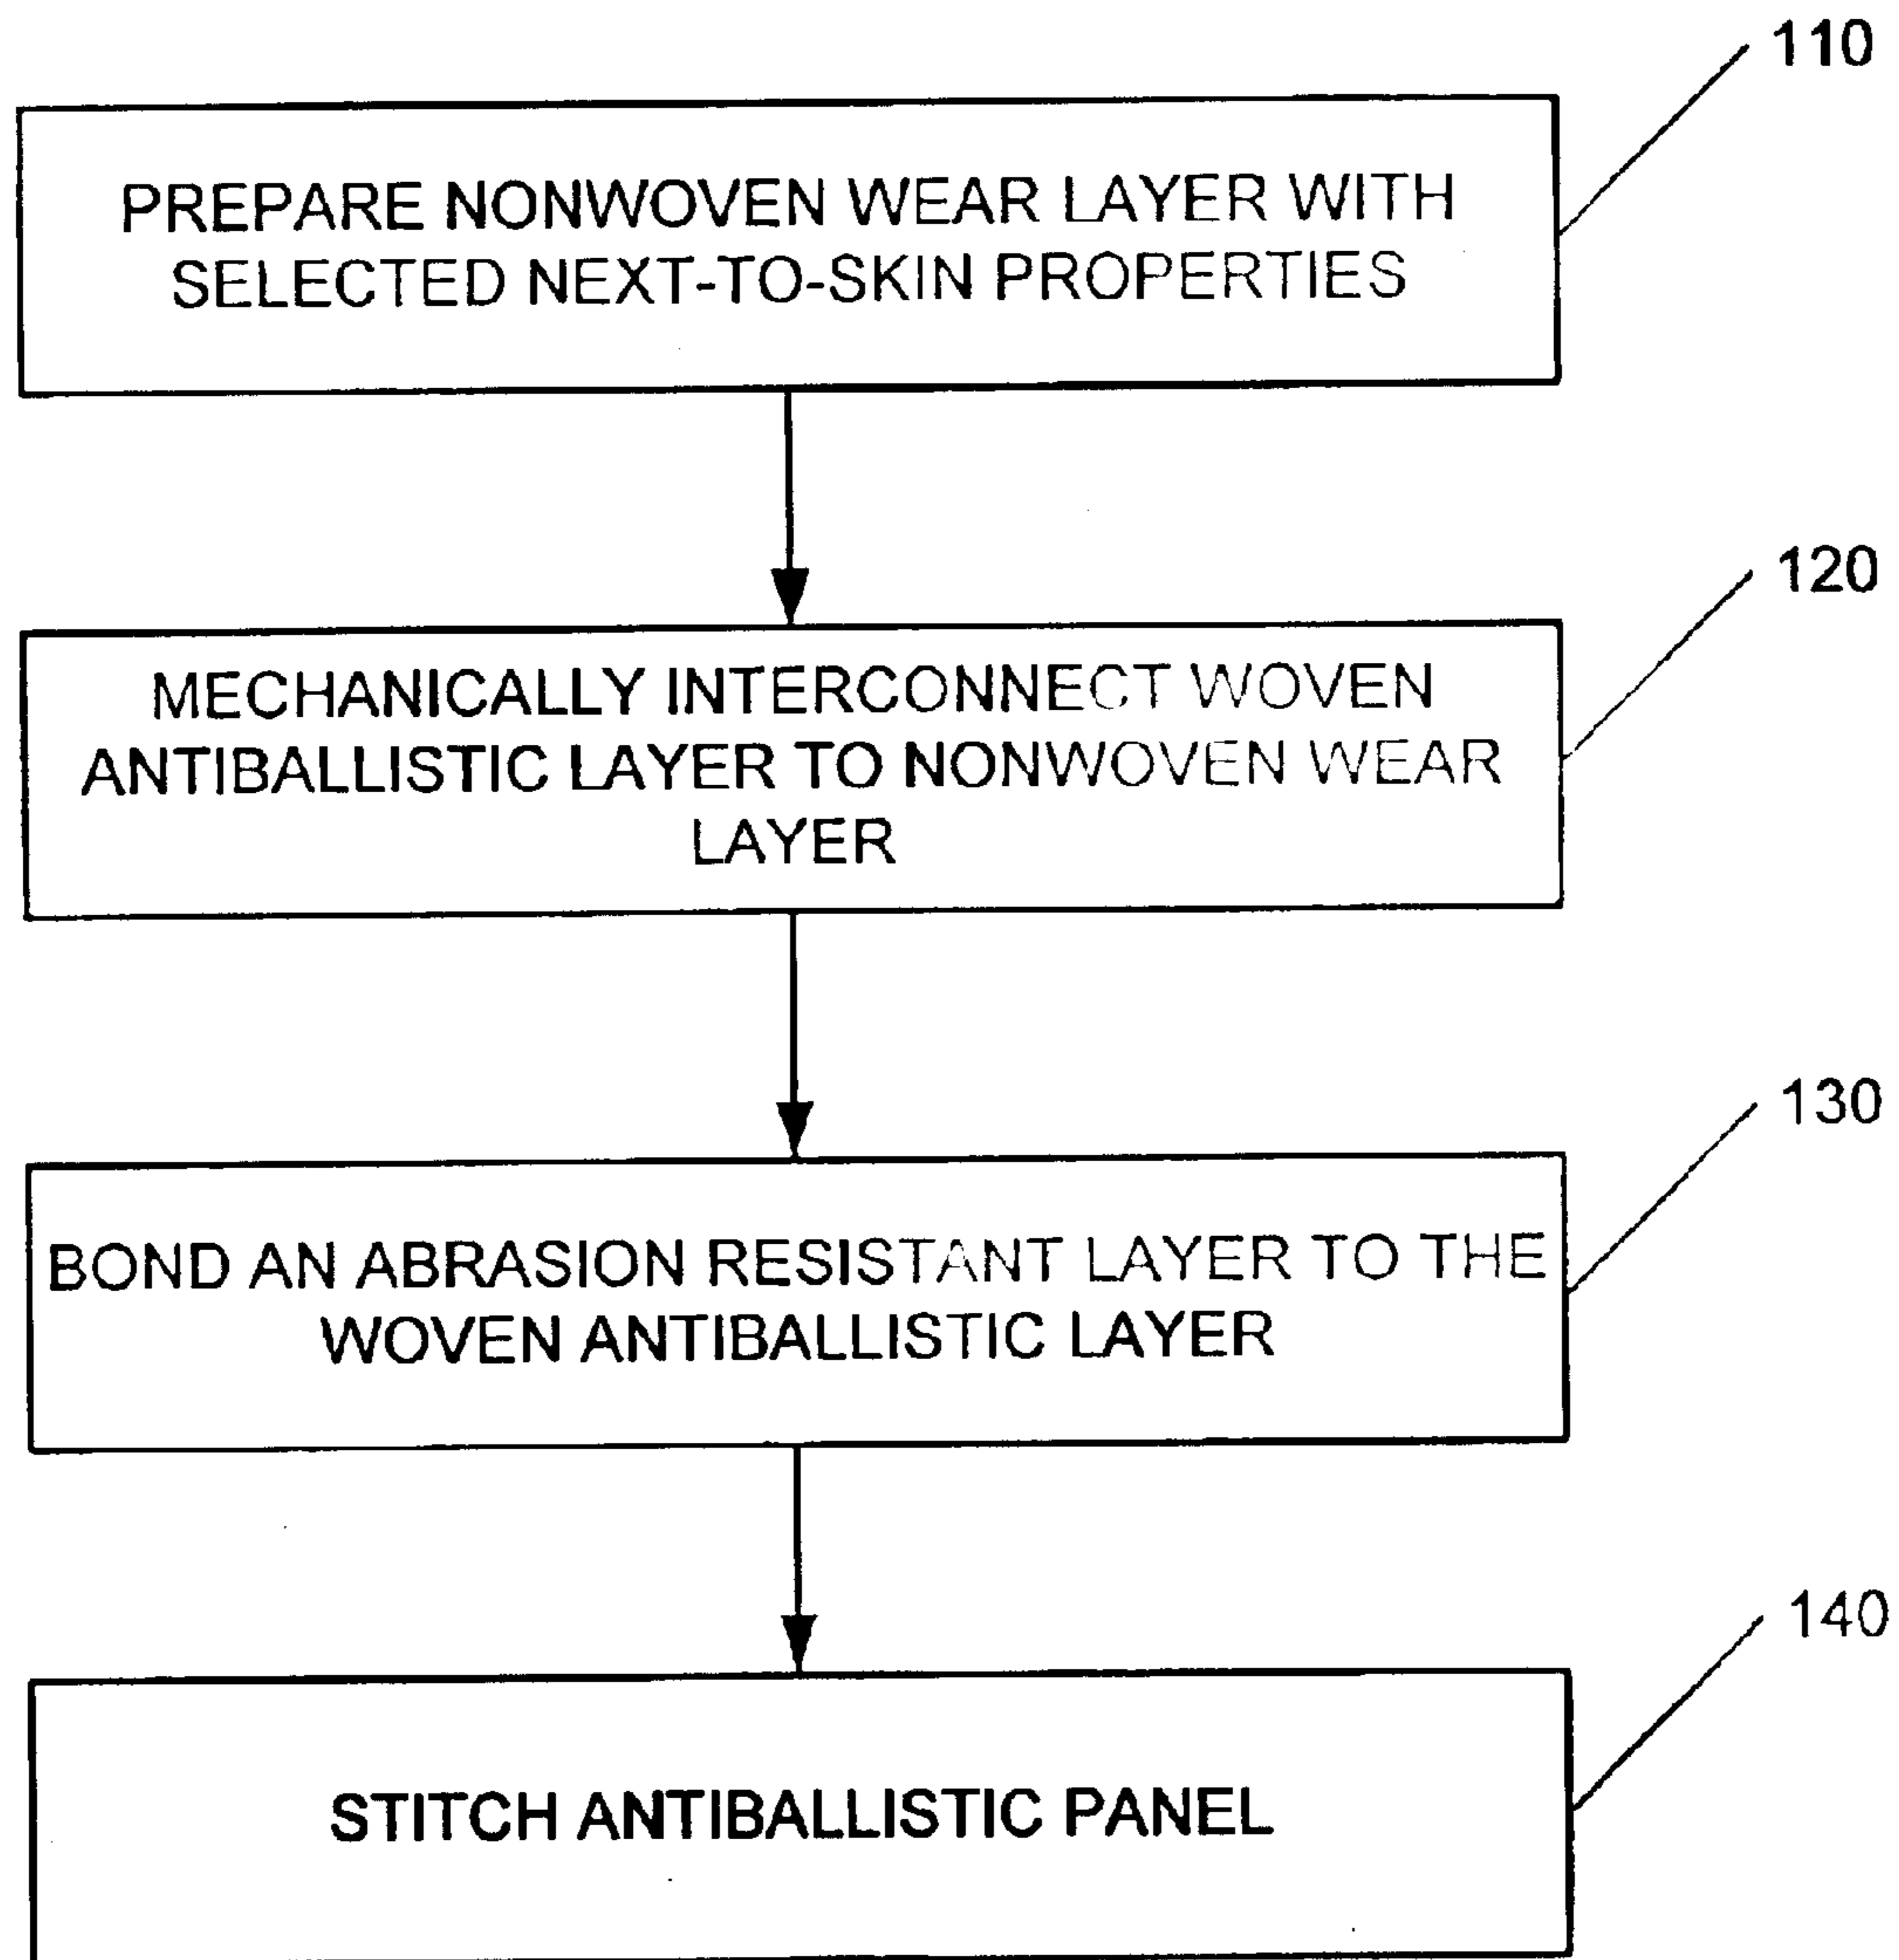 110
PREPARE NONWOVEN WEAR LAYER WITH
SELECTED NEXT-TO-SKIN PROPERTIES
120
MECHANICALLY INTERCONNECT WOVEN
ANTIBALLISTIC LAYER TO NONWOVEN WEAR
LAYER
130
BOND AN ABRASION RESISTANT LAYER TO THE
WOVEN ANTIBALLISTIC LAYER
140
STITCH ANTIBALLISTIC PANEL